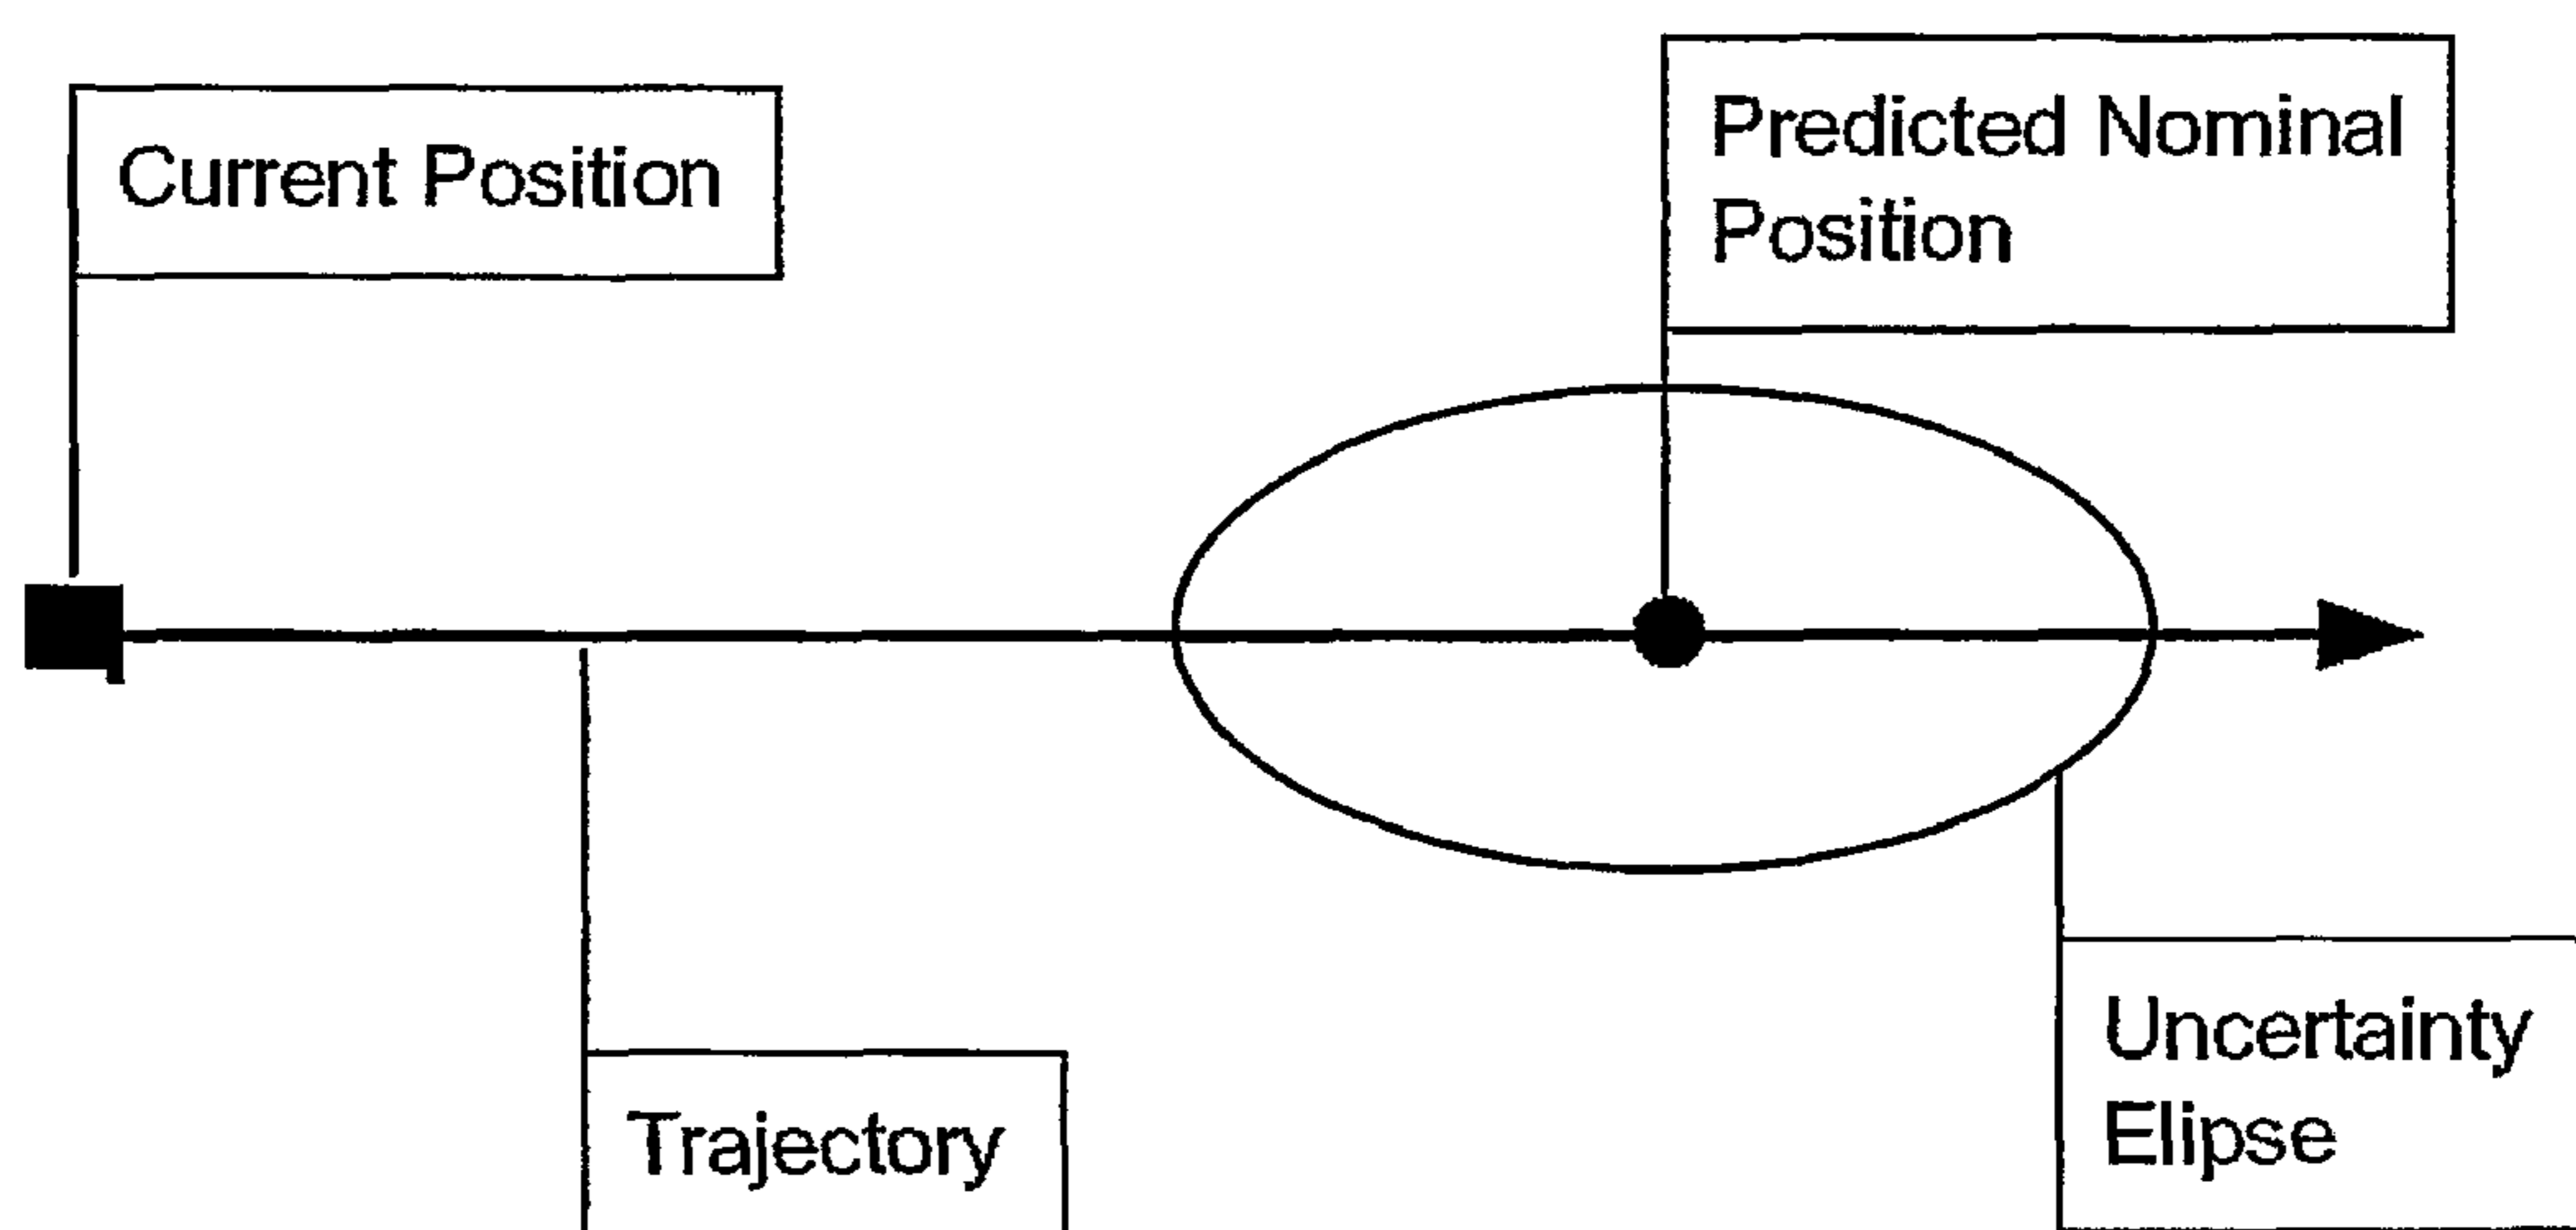 Current Position
Predicted Nominal
Position
Trajectory
Uncertainty
Elipse